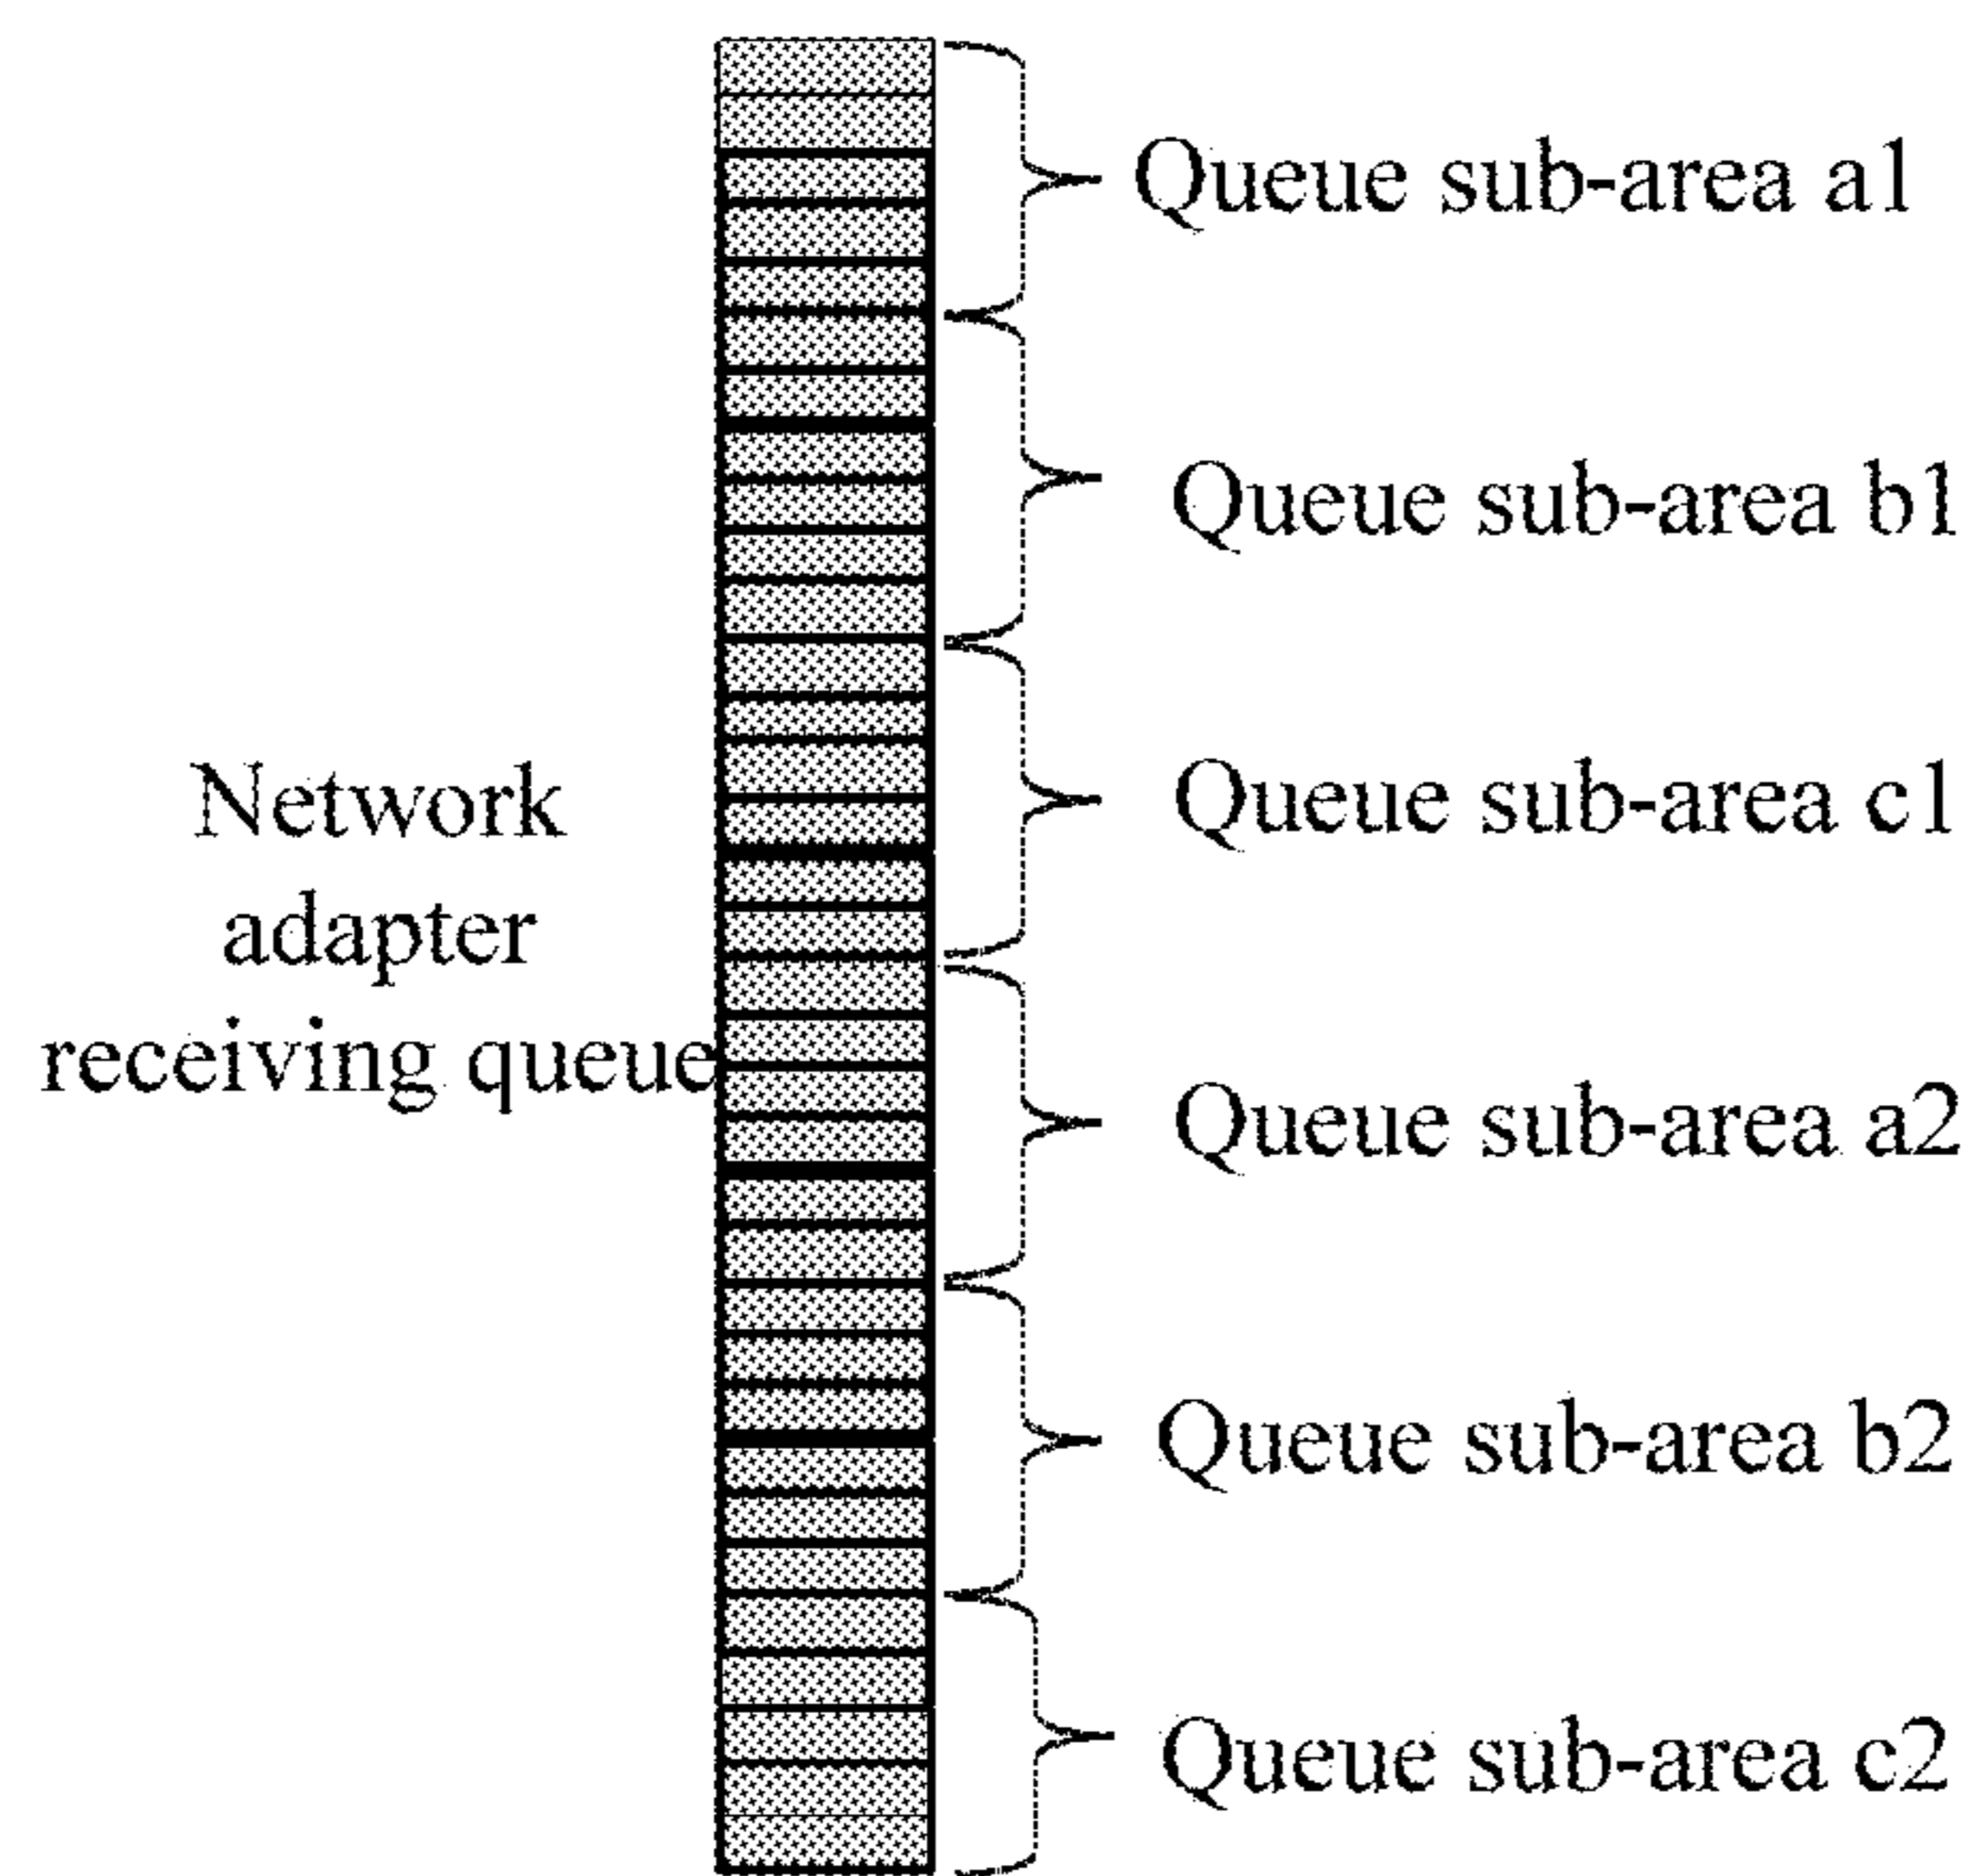 Queue sub-area a1
Queue sub-area b1
Queue sub-area c1
Network
adapter
receiving queue
Queue sub-area a2
Queue sub-area b2
Queue sub-area c2